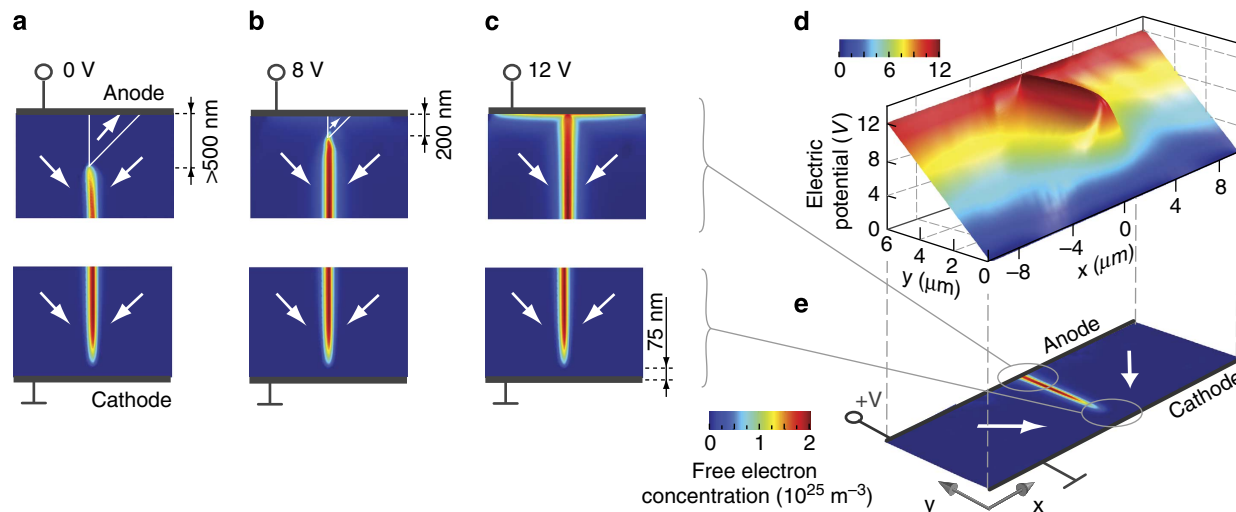 a
b
c
d
e
0 V
Anode
>500 nm
Cathode
8 V
200 nm
12 V
75 nm
0 6 12
Electric
potential (V)
12
8
4
0
6
4
2
0
y (μm)
−8
−4
0
4
8
x (μm)
Anode
Cathode
+V
y
x
0 1 2
Free electron
concentration (10²⁵ m⁻³)